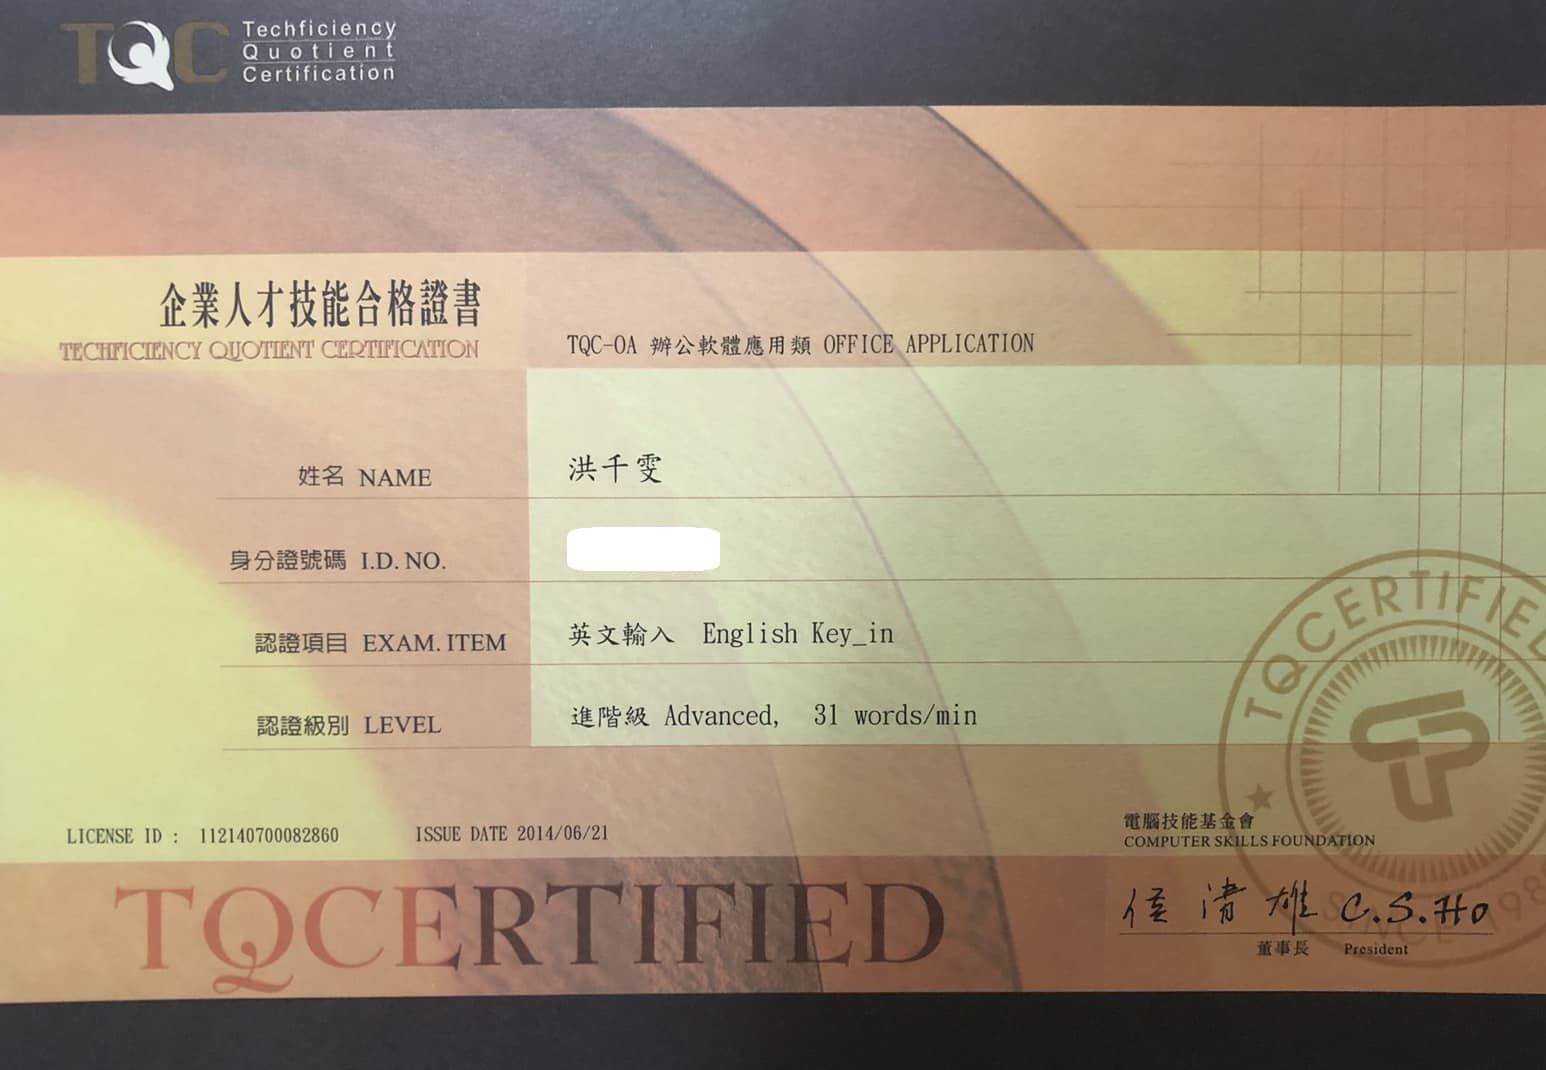 TQC
Techficiency
Quotient
Certification
企業人才技能合格證書
TECHFICIENCY QUOTIENT CERTIFICATION
TQC-OA 辦公軟體應用類 OFFICE APPLICATION
姓名 NAME 洪千雯
身分證號碼 I.D. NO.
認證項目 EXAM. ITEM 英文輸入 English Key_in
認證級別 LEVEL 進階級 Advanced, 31 words/min
LICENSE ID : 112140700082860 ISSUE DATE 2014/06/21
電腦技能基金會
COMPUTER SKILLS FOUNDATION
TQCERTIFIED
侯清雄 C.S.Ho
董事長 President
TQCERTIFIED
SINCE 198